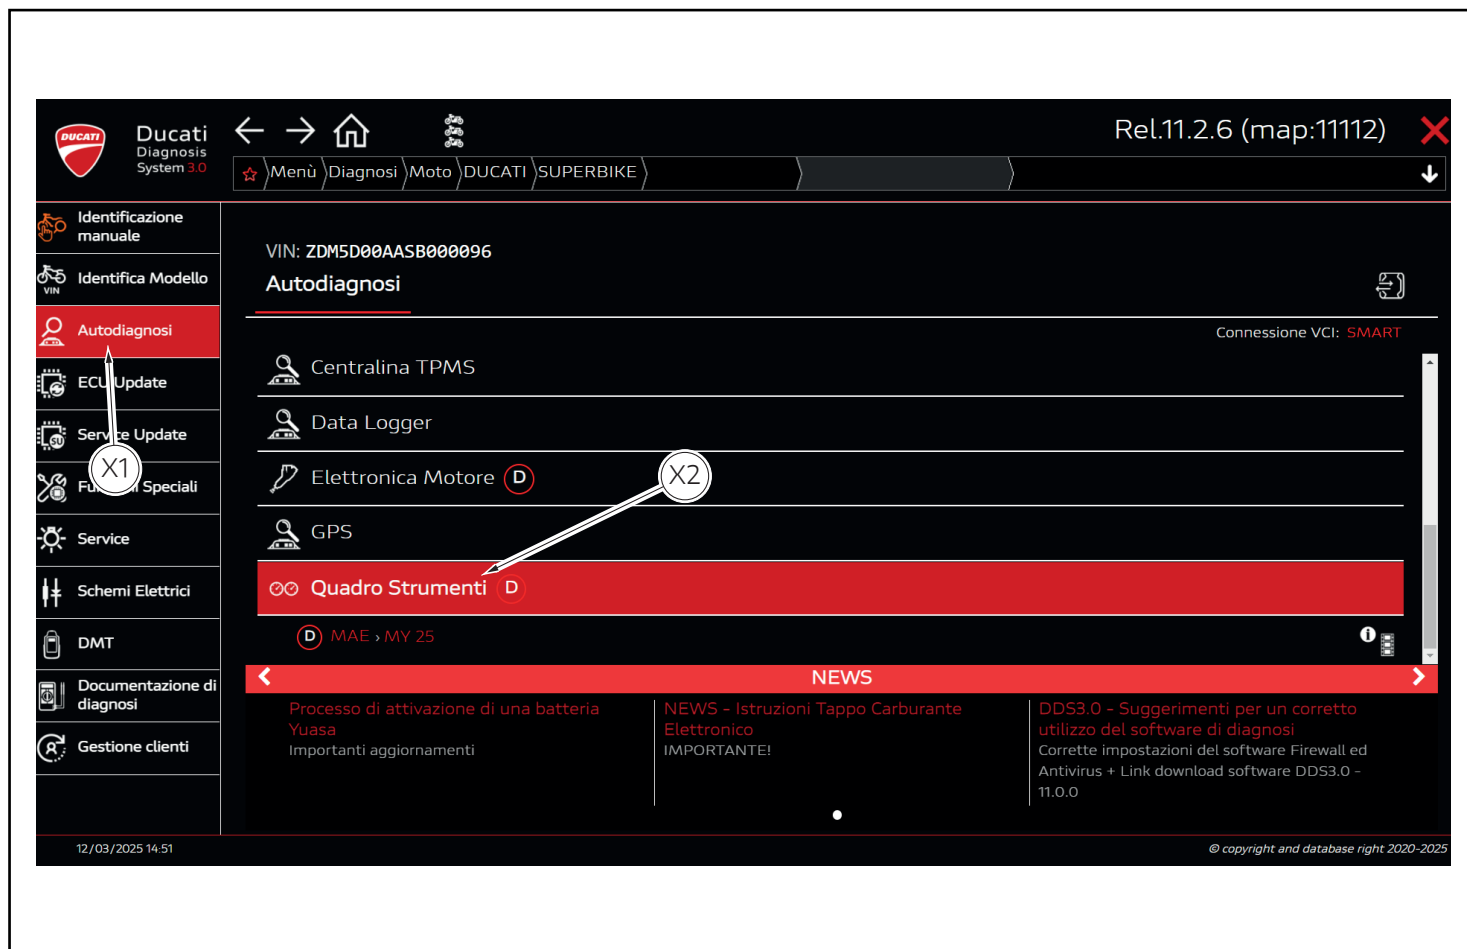 DUCATI
Ducati
Diagnosis
System 3.0
Rel.11.2.6 (map:11112)
Menù Diagnosi Moto DUCATI SUPERBIKE
Identificazione
manuale
VIN
Identifica Modello
Autodiagnosi
ECU Update
SU
Service Update
Speciali
Service
Schemi Elettrici
DMT
Documentazione di
diagnosi
Gestione clienti
X1
VIN: ZDM5D00AASB000096
Autodiagnosi
Connessione VCI: SMART
Centralina TPMS
Data Logger
Elettronica Motore D
X2
GPS
Quadro Strumenti D
D MAE › MY 25
NEWS
Processo di attivazione di una batteria
Yuasa
Importanti aggiornamenti
NEWS - Istruzioni Tappo Carburante
Elettronico
IMPORTANTE!
DDS3.0 - Suggerimenti per un corretto
utilizzo del software di diagnosi
Corrette impostazioni del software Firewall ed
Antivirus + Link download software DDS3.0 -
11.0.0
12/03/2025 14:51
© copyright and database right 2020-2025